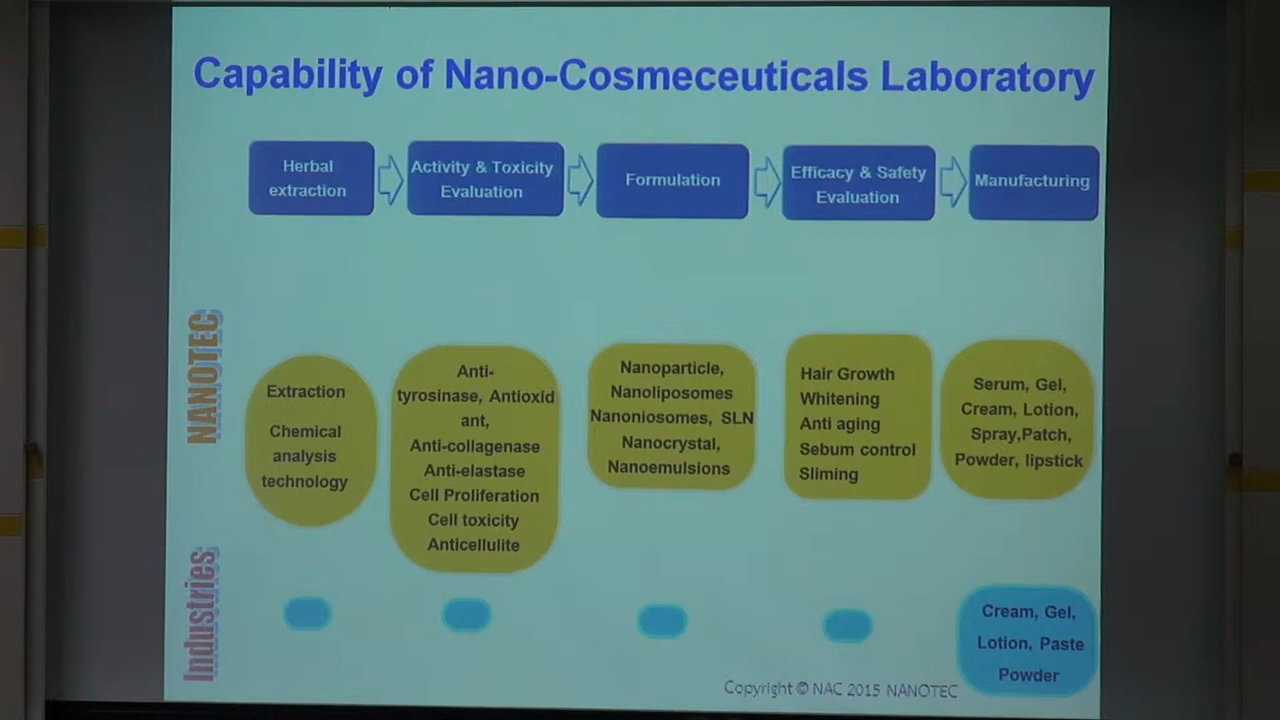 Capability of Nano-Cosmeceuticals Laboratory
Herbal
extraction
Activity & Toxicity
Evaluation
Formulation
Efficacy & Safety
Evaluation
Manufacturing
NANOTEC
Extraction
Chemical
analysis
technology
Anti-
tyrosinase, Antioxid
ant,
Anti-collagenase
Anti-elastase
Cell Proliferation
Cell toxicity
Anticellulite
Nanoparticle,
Nanoliposomes
Nanoniosomes, SLN
Nanocrystal,
Nanoemulsions
Hair Growth
Whitening
Anti aging
Sebum control
Sliming
Serum, Gel,
Cream, Lotion,
Spray,Patch,
Powder, lipstick
Industries
Cream, Gel,
Lotion, Paste
Powder
Copyright © NAC 2015 NANOTEC